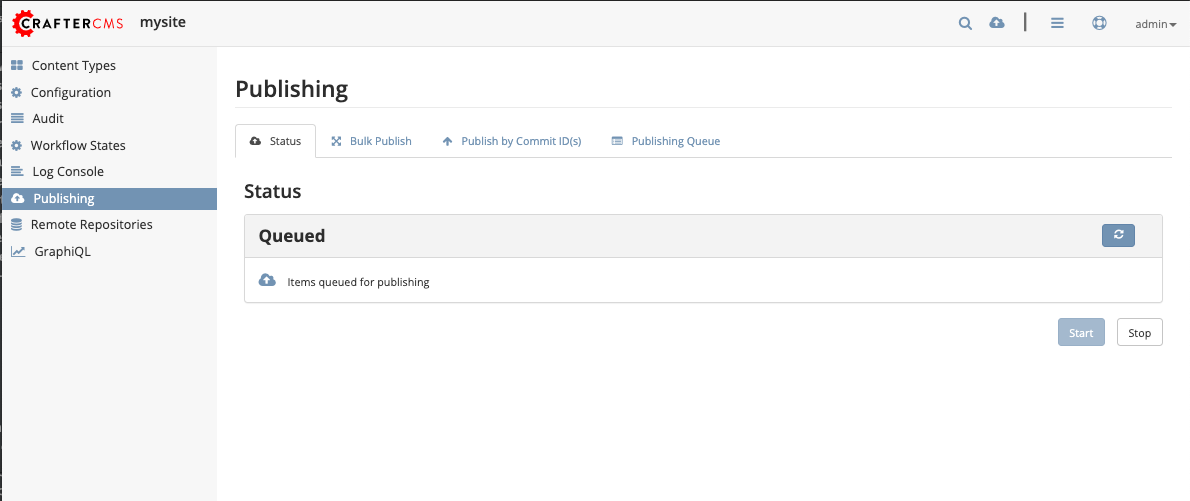 CRAFTERCMS mysite admin
Content Types
Configuration
Audit
Workflow States
Log Console
Publishing
Remote Repositories
GraphiQL
Publishing
Status Bulk Publish Publish by Commit ID(s) Publishing Queue
Status
Queued
Items queued for publishing
Start Stop